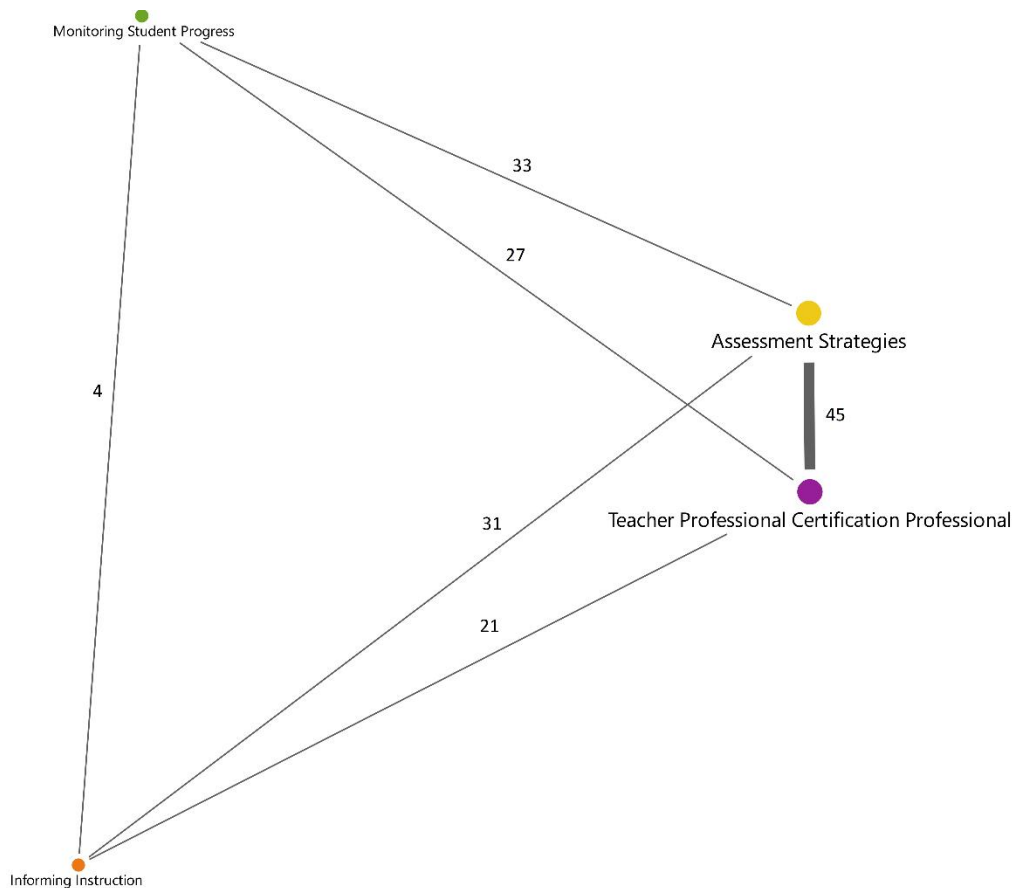 Monitoring Student Progress
33
27
Assessment Strategies
4
45
Teacher Professional Certification Professional
31
21
Informing Instruction